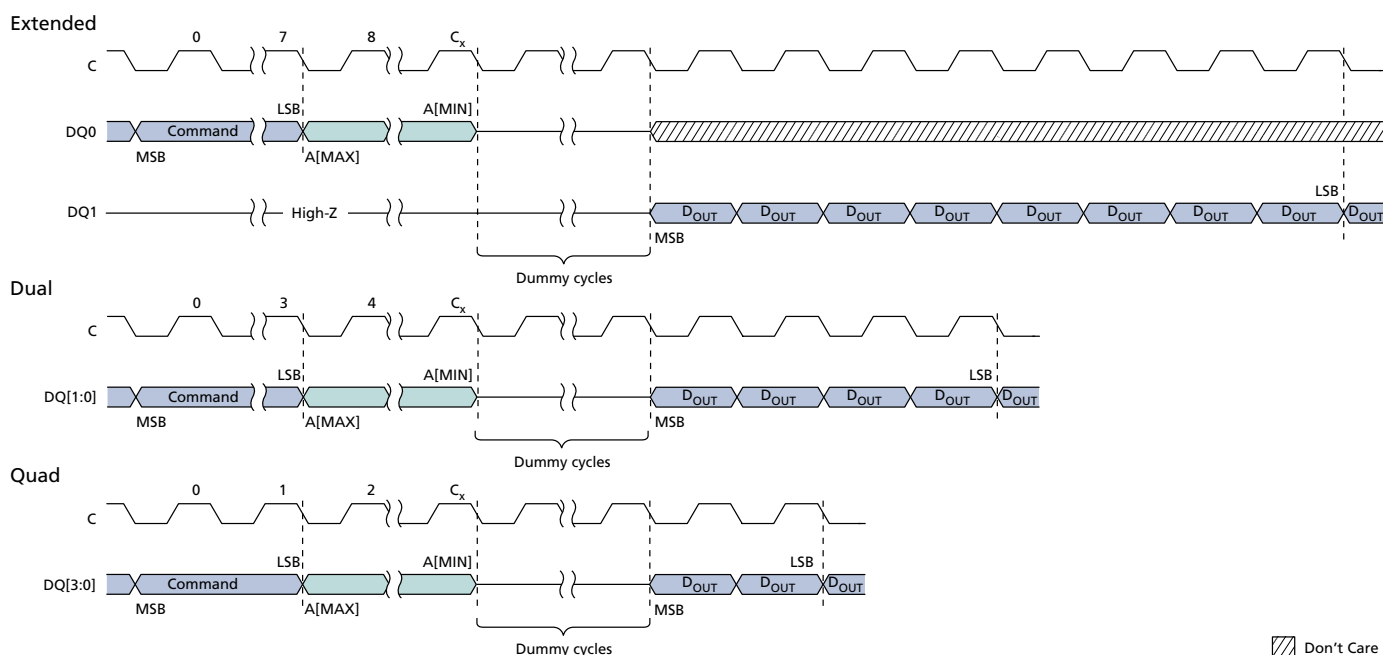 Extended
0 7 8 Cx
C
LSB A[MIN]
DQ0 Command
MSB A[MAX]
LSB
DQ1 High-Z DOUT DOUT DOUT DOUT DOUT DOUT DOUT DOUT DOUT
MSB
Dummy cycles
Dual
0 3 4 Cx
C
LSB A[MIN] LSB
DQ[1:0] Command DOUT DOUT DOUT DOUT DOUT
MSB A[MAX] MSB
Dummy cycles
Quad
0 1 2 Cx
C
LSB A[MIN] LSB
DQ[3:0] Command DOUT DOUT DOUT
MSB A[MAX] MSB
Dummy cycles
Don't Care